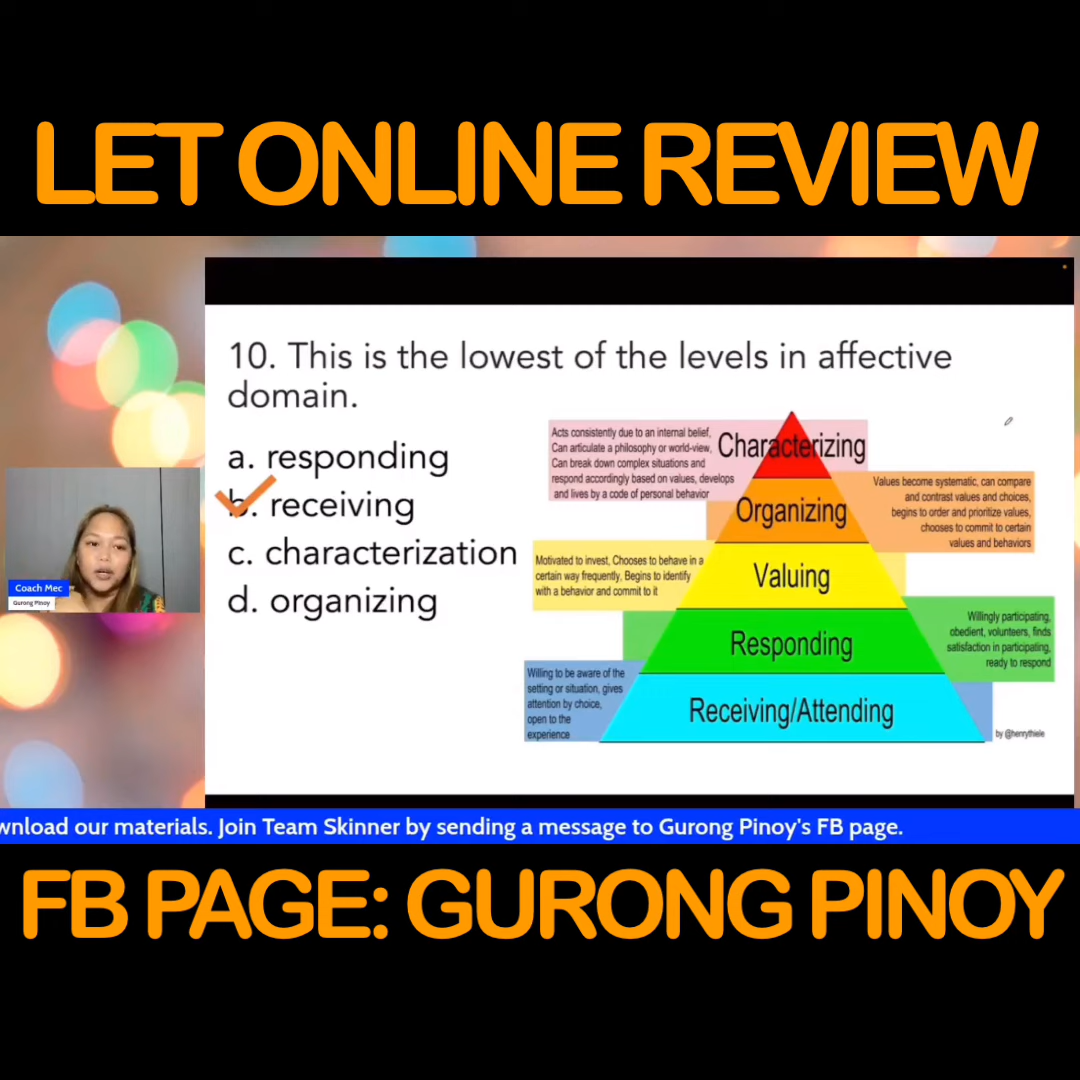 LET ONLINE REVIEW
10. This is the lowest of the levels in affective
domain.
a. responding
b. receiving
c. characterization
d. organizing
Acts consistently due to an internal belief,
Can articulate a philosophy or world-view,
Can break down complex situations and
respond accordingly based on values, develops
and lives by a code of personal behavior
Characterizing
Values become systematic, can compare
and contrast values and choices,
begins to order and prioritize values,
chooses to commit to certain
values and behaviors
Organizing
Motivated to invest, Chooses to behave in a
certain way frequently, Begins to identify
with a behavior and commit to it
Valuing
Willingly participating,
obedient, volunteers, finds
satisfaction in participating,
ready to respond
Responding
Willing to be aware of the
setting or situation, gives
attention by choice,
open to the
experience
Receiving/Attending
by @henrythiele
Coach Mec
Gurong Pinoy
wnload our materials. Join Team Skinner by sending a message to Gurong Pinoy's FB page.
FB PAGE: GURONG PINOY